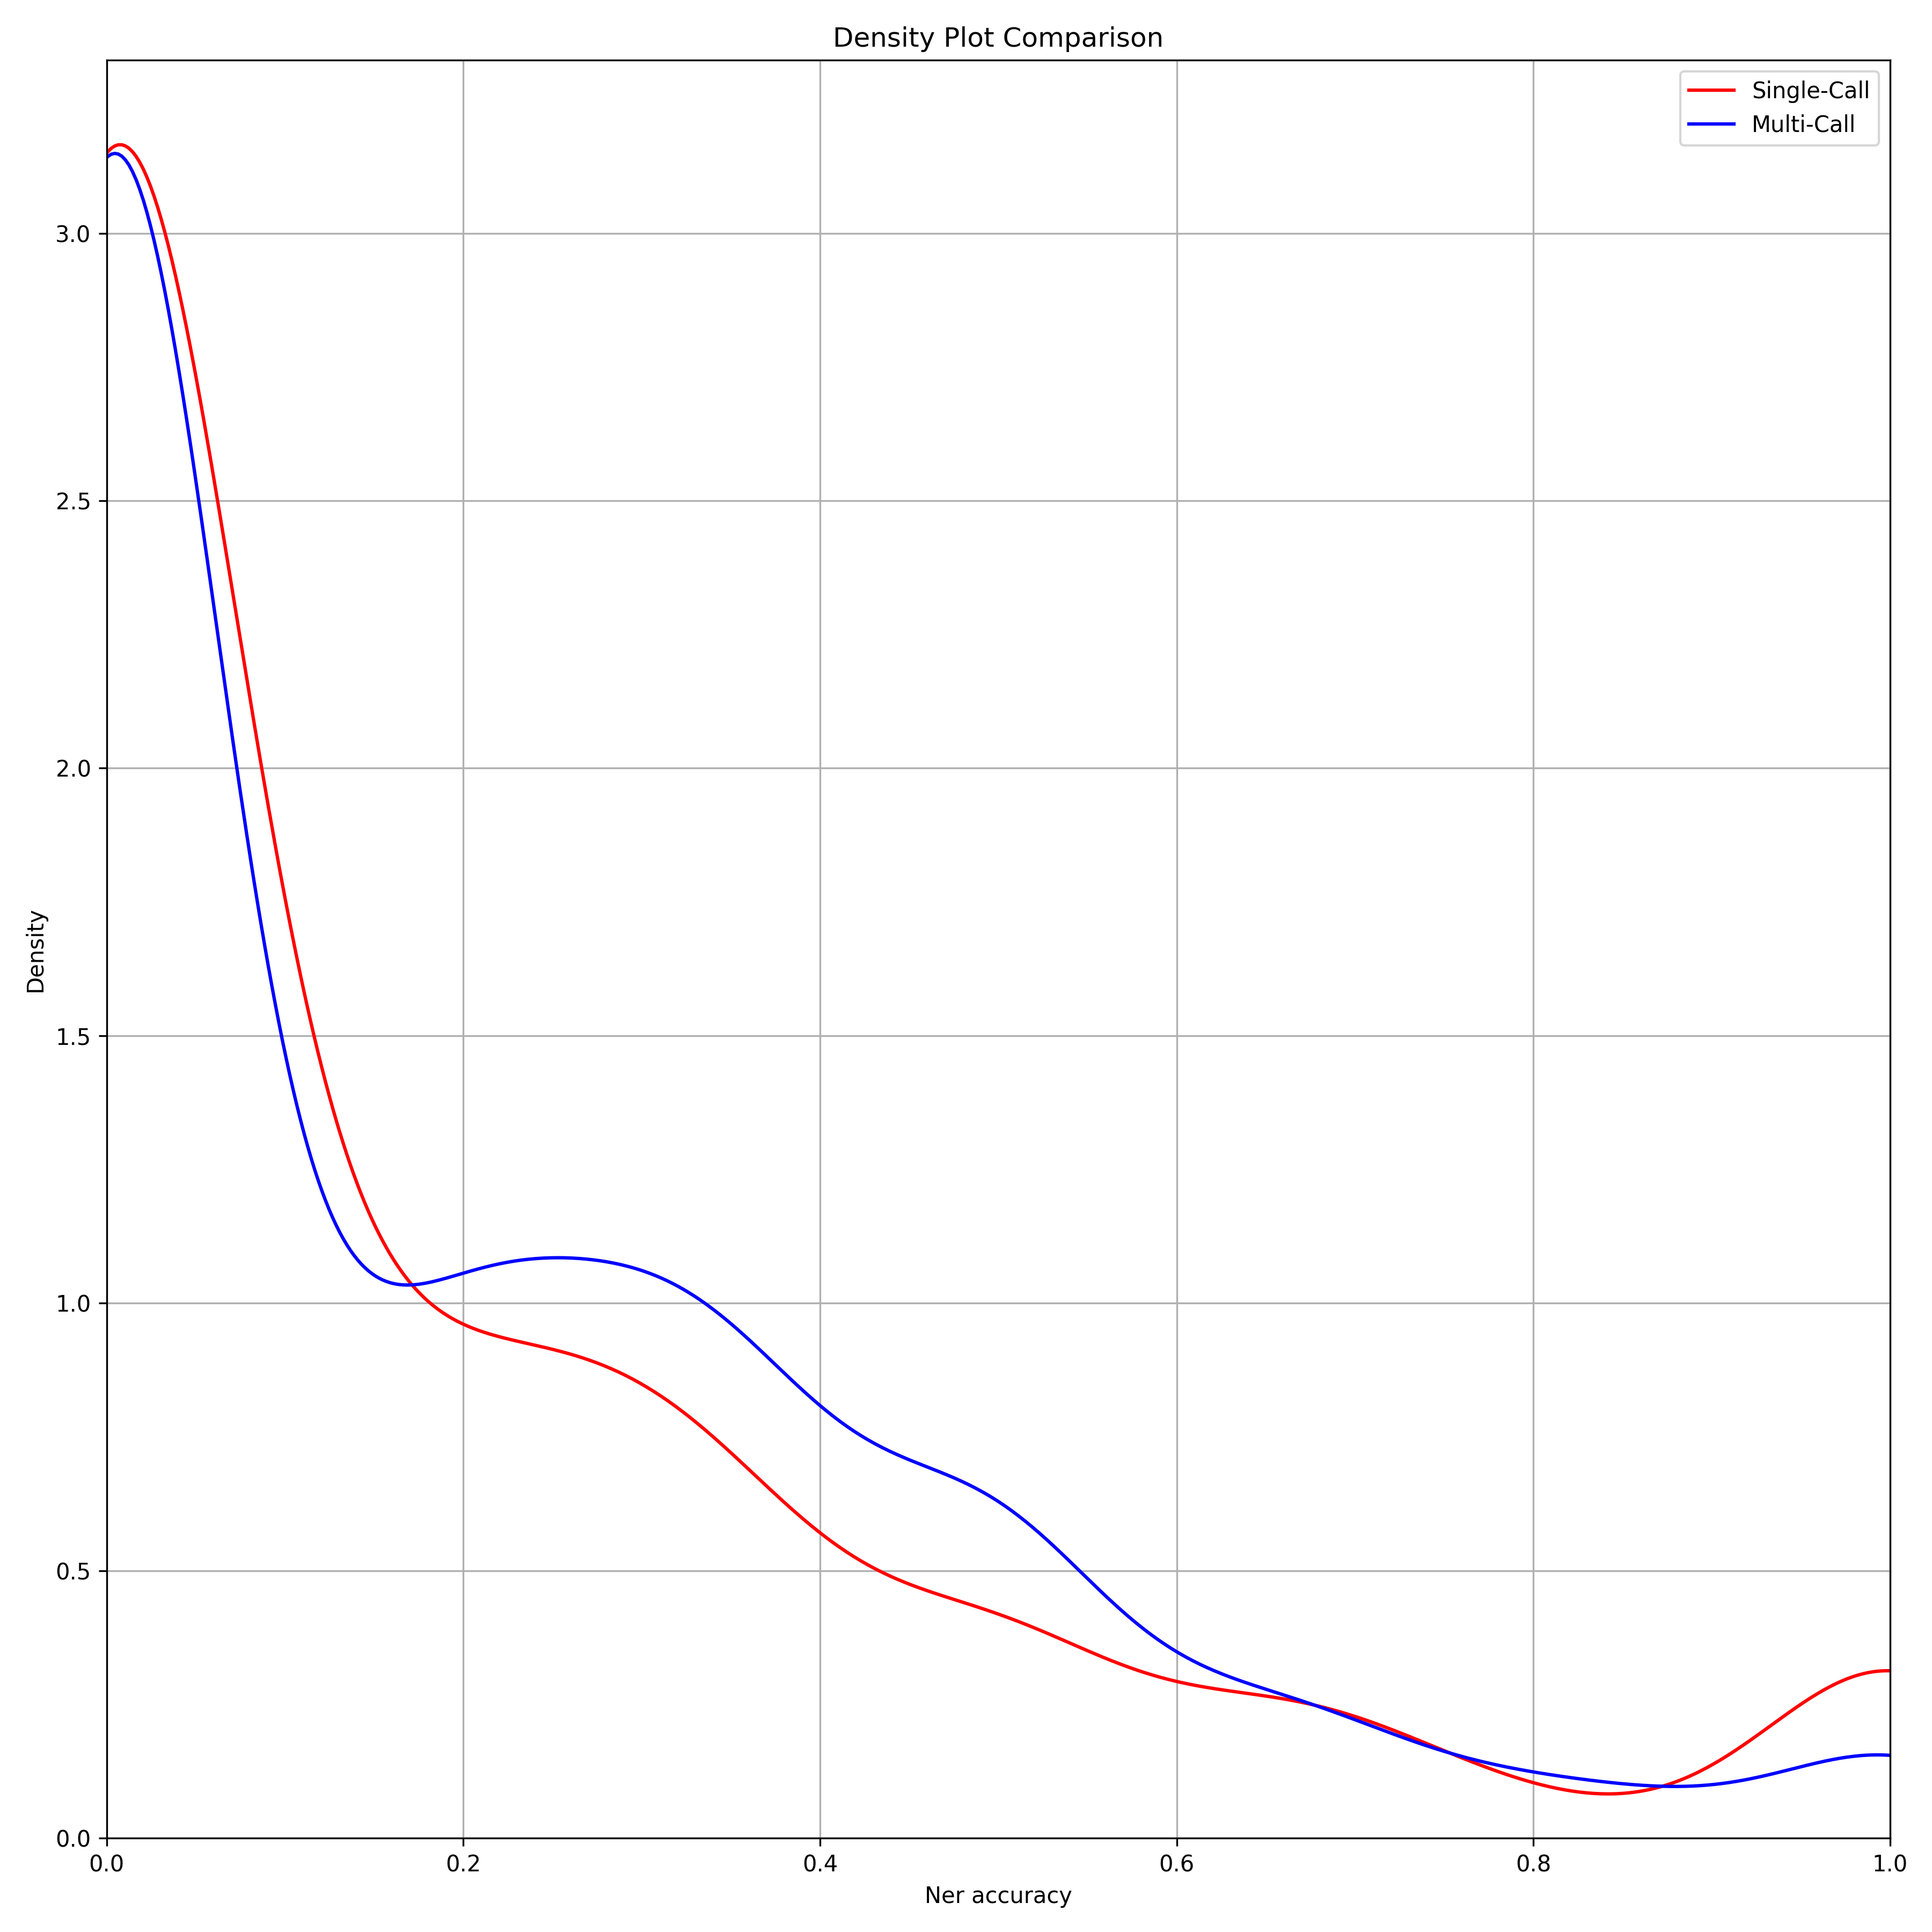 Density Plot Comparison
Single-Call
Multi-Call
3.0
2.5
2.0
1.5
1.0
0.5
0.0
Density
0.0 0.2 0.4 0.6 0.8 1.0
Ner accuracy